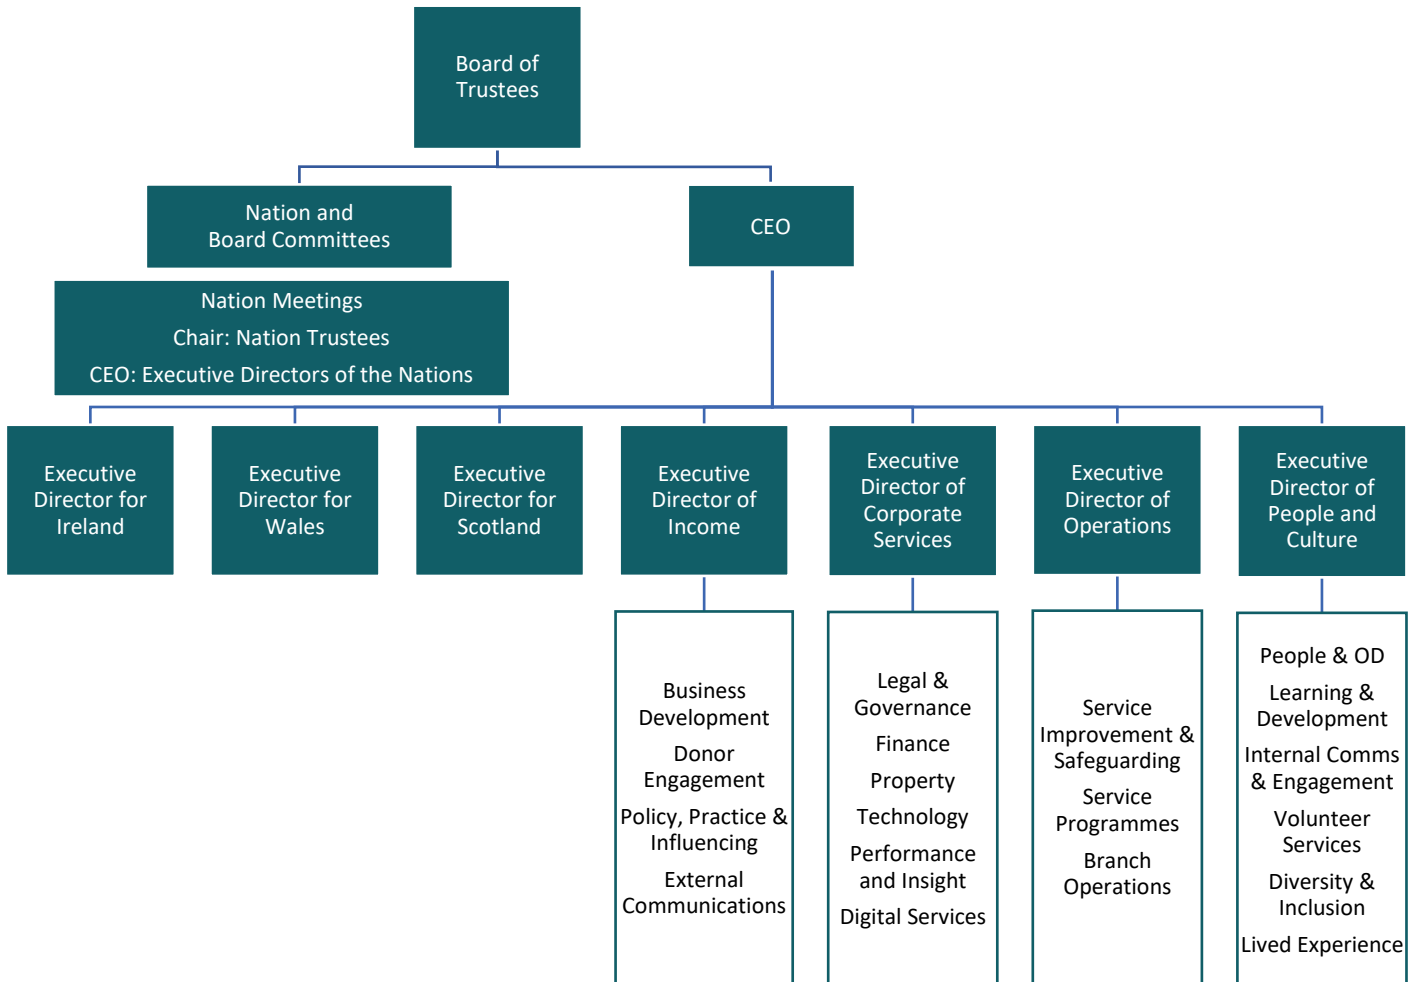 Board of
Trustees
Nation and
Board Committees
CEO
Nation Meetings
Chair: Nation Trustees
CEO: Executive Directors of the Nations
Executive
Director for
Ireland
Executive
Director for
Wales
Executive
Director for
Scotland
Executive
Director of
Income
Executive
Director of
Corporate
Services
Executive
Director of
Operations
Executive
Director of
People and
Culture
Business
Development
Donor
Engagement
Policy, Practice &
Influencing
External
Communications
Legal &
Governance
Finance
Property
Technology
Performance
and Insight
Digital Services
Service
Improvement &
Safeguarding
Service
Programmes
Branch
Operations
People & OD
Learning &
Development
Internal Comms
& Engagement
Volunteer
Services
Diversity &
Inclusion
Lived Experience